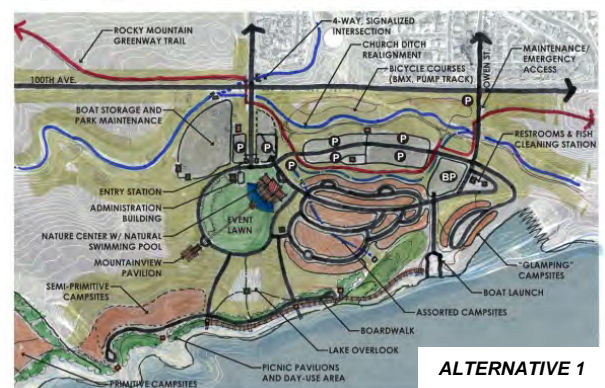 ROCKY MOUNTAIN
GREENWAY TRAIL
4-WAY, SIGNALIZED
INTERSECTION
CHURCH DITCH
REALIGNMENT
BICYCLE COURSES
(BMX, PUMP TRACK)
OWEN ST.
MAINTENANCE/
EMERGENCY
ACCESS
100TH AVE.
BOAT STORAGE AND
PARK MAINTENANCE
P
P
P
P
P
P
P
P
RESTROOMS & FISH
CLEANING STATION
BP
ENTRY STATION
ADMINISTRATION
BUILDING
NATURE CENTER W/ NATURAL
SWIMMING POOL
EVENT
LAWN
MOUNTAINVIEW
PAVILION
SEMI-PRIMITIVE
CAMPSITES
"GLAMPING"
CAMPSITES
BOAT LAUNCH
ASSORTED CAMPSITES
BOARDWALK
LAKE OVERLOOK
PICNIC PAVILIONS
AND DAY-USE AREA
PRIMITIVE CAMPSITES
ALTERNATIVE 1